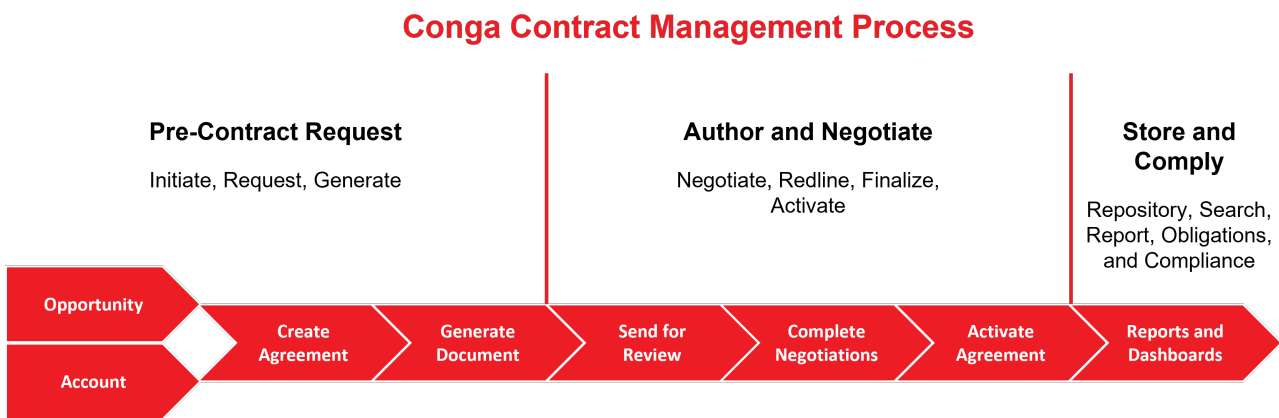 Conga Contract Management Process
Pre-Contract Request
Initiate, Request, Generate
Author and Negotiate
Negotiate, Redline, Finalize,
Activate
Store and
Comply
Repository, Search,
Report, Obligations,
and Compliance
Opportunity
Account
Create
Agreement
Generate
Document
Send for
Review
Complete
Negotiations
Activate
Agreement
Reports and
Dashboards